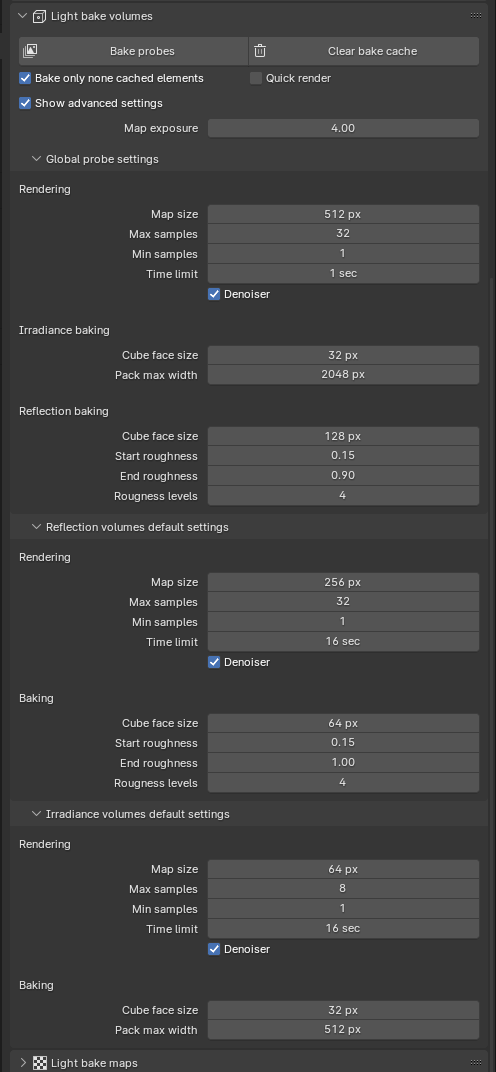 Light bake volumes
Bake probes Clear bake cache
Bake only none cached elements Quick render
Show advanced settings
Map exposure 4.00
Global probe settings
Rendering
Map size 512 px
Max samples 32
Min samples 1
Time limit 1 sec
Denoiser
Irradiance baking
Cube face size 32 px
Pack max width 2048 px
Reflection baking
Cube face size 128 px
Start roughness 0.15
End roughness 0.90
Rougness levels 4
Reflection volumes default settings
Rendering
Map size 256 px
Max samples 32
Min samples 1
Time limit 16 sec
Denoiser
Baking
Cube face size 64 px
Start roughness 0.15
End roughness 1.00
Rougness levels 4
Irradiance volumes default settings
Rendering
Map size 64 px
Max samples 8
Min samples 1
Time limit 16 sec
Denoiser
Baking
Cube face size 32 px
Pack max width 512 px
Light bake maps